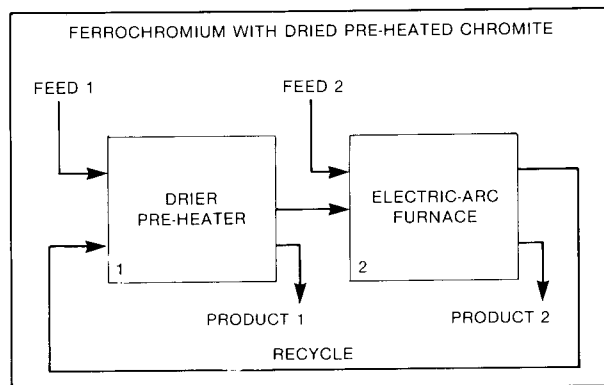 FERROCHROMIUM WITH DRIED PRE-HEATED CHROMITE
FEED 1
FEED 2
DRIER
PRE-HEATER
1
ELECTRIC-ARC
FURNACE
2
PRODUCT 1
PRODUCT 2
RECYCLE